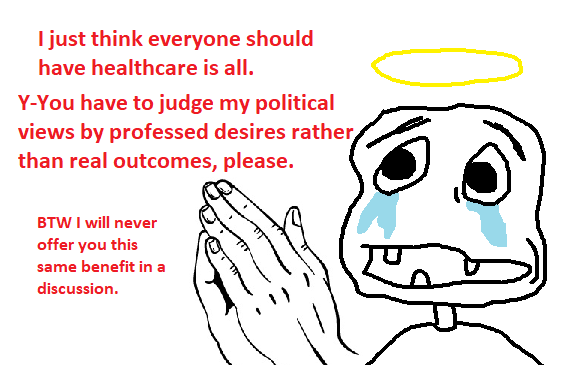 I just think everyone should
have healthcare is all.
Y-You have to judge my political
views by professed desires rather
than real outcomes, please.
BTW I will never
offer you this
same benefit in a
discussion.